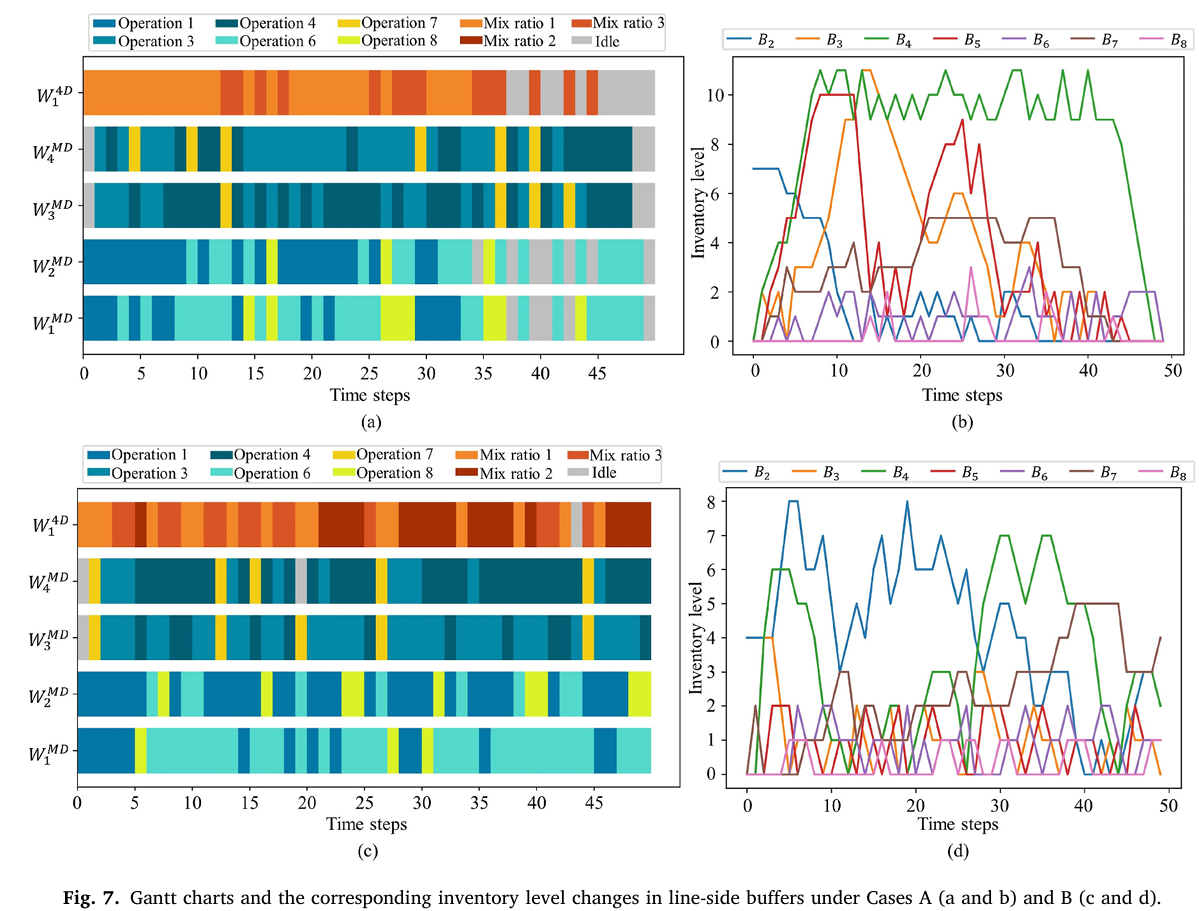 Operation 1 Operation 4 Operation 7 Mix ratio 1 Mix ratio 3
Operation 3 Operation 6 Operation 8 Mix ratio 2 Idle
W_1^{4D}
W_4^{MD}
W_3^{MD}
W_2^{MD}
W_1^{MD}
0 5 10 15 20 25 30 35 40 45
Time steps
(a)
B_2 B_3 B_4 B_5 B_6 B_7 B_8
Inventory level
10
8
6
4
2
0
0 10 20 30 40 50
Time steps
(b)
Operation 1 Operation 4 Operation 7 Mix ratio 1 Mix ratio 3
Operation 3 Operation 6 Operation 8 Mix ratio 2 Idle
W_1^{4D}
W_4^{MD}
W_3^{MD}
W_2^{MD}
W_1^{MD}
0 5 10 15 20 25 30 35 40 45
Time steps
(c)
B_2 B_3 B_4 B_5 B_6 B_7 B_8
Inventory level
8
7
6
5
4
3
2
1
0
0 10 20 30 40 50
Time steps
(d)
Fig. 7. Gantt charts and the corresponding inventory level changes in line-side buffers under Cases A (a and b) and B (c and d).